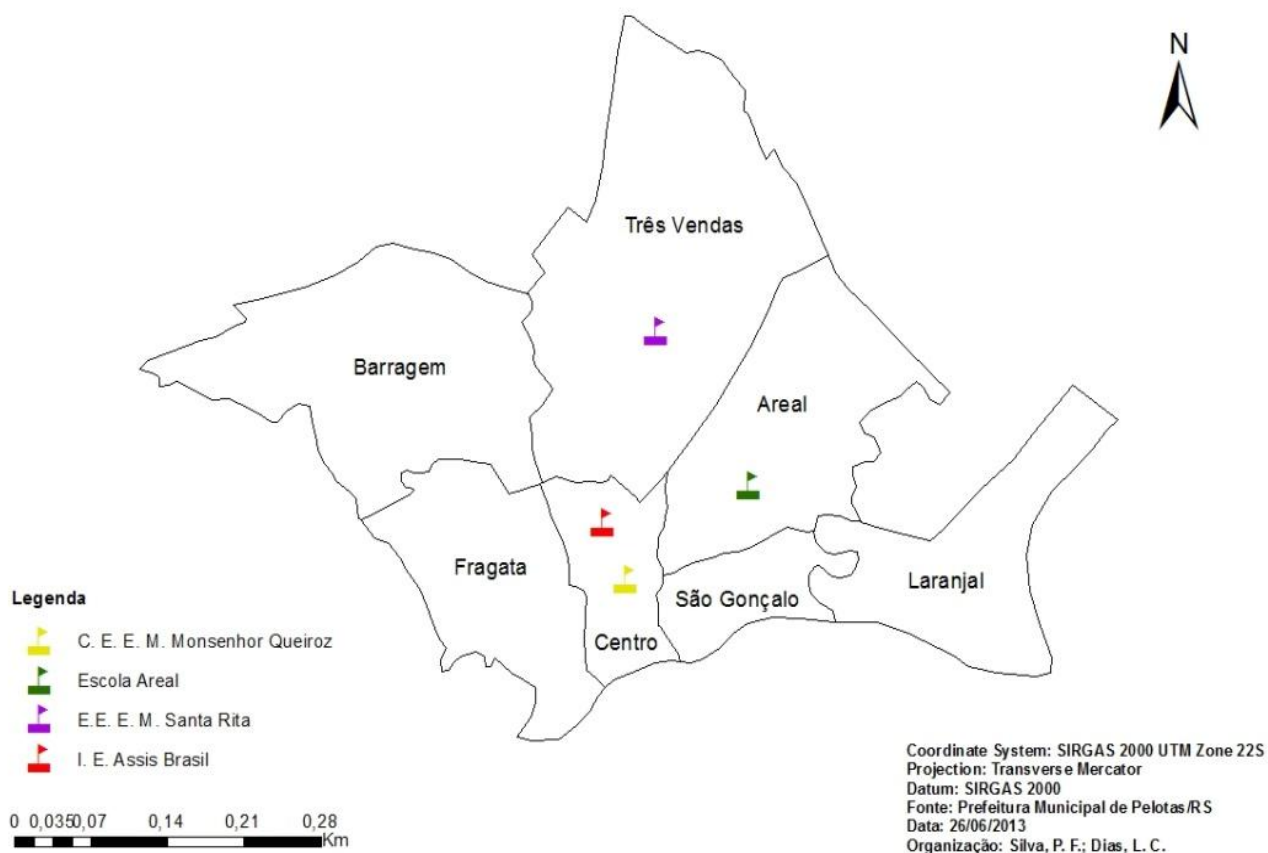 N
Três Vendas
Barragem
Areal
Fragata
Laranjal
São Gonçalo
Centro
Legenda
C. E. E. M. Monsenhor Queiroz
Escola Areal
E.E. E. M. Santa Rita
I. E. Assis Brasil
0 0,0350,07 0,14 0,21 0,28
Km
Coordinate System: SIRGAS 2000 UTM Zone 22S
Projection: Transverse Mercator
Datum: SIRGAS 2000
Fonte: Prefeitura Municipal de Pelotas/RS
Data: 26/06/2013
Organização: Silva, P. F.; Dias, L. C.